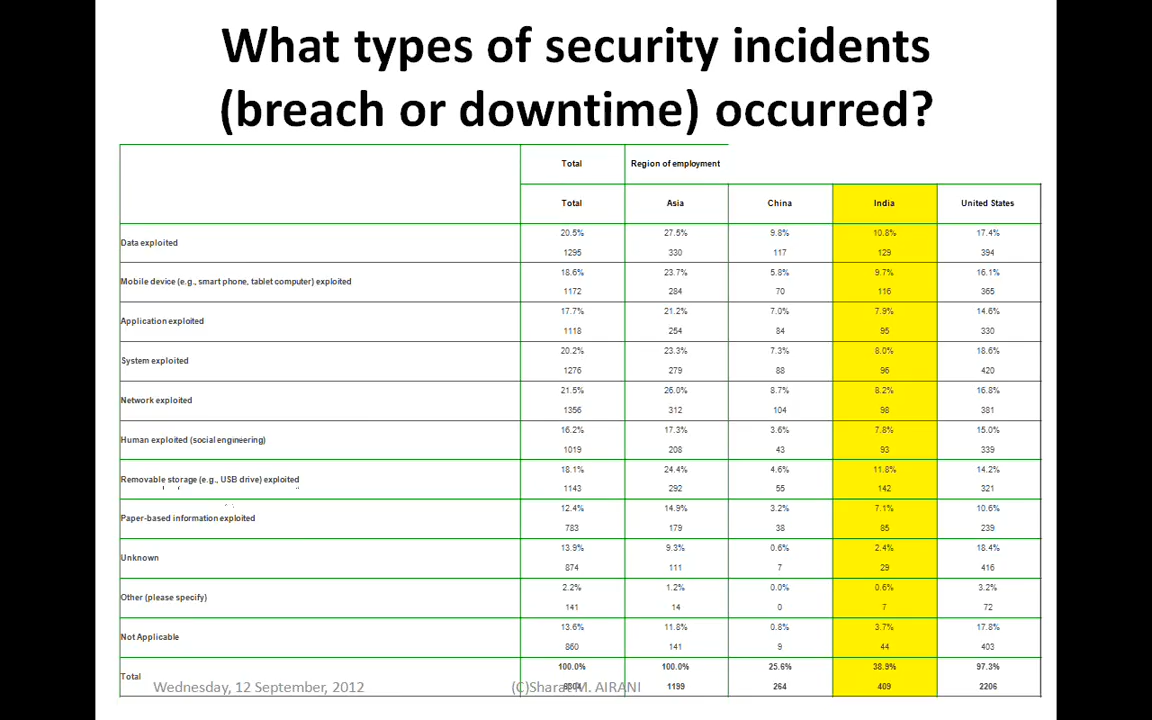 What types of security incidents
(breach or downtime) occurred?
Total Region of employment
Total Asia China India United States
Data exploited
20.5% 27.5% 9.8% 10.8% 17.4%
1295 330 117 129 394
Mobile device (e.g., smart phone, tablet computer) exploited
18.6% 23.7% 5.8% 9.7% 16.1%
1172 284 70 116 365
Application exploited
17.7% 21.2% 7.0% 7.9% 14.6%
1118 254 84 95 330
System exploited
20.2% 23.3% 7.3% 8.0% 18.6%
1276 279 88 96 420
Network exploited
21.5% 26.0% 8.7% 8.2% 16.8%
1356 312 104 98 381
Human exploited (social engineering)
16.2% 17.3% 3.6% 7.8% 15.0%
1019 208 43 93 339
Removable storage (e.g., USB drive) exploited
18.1% 24.4% 4.6% 11.8% 14.2%
1143 292 55 142 321
Paper-based information exploited
12.4% 14.9% 3.2% 7.1% 10.6%
783 179 38 85 239
Unknown
13.9% 9.3% 0.6% 2.4% 18.4%
874 111 7 29 416
Other (please specify)
2.2% 1.2% 0.0% 0.6% 3.2%
141 14 0 7 72
Not Applicable
13.6% 11.8% 0.8% 3.7% 17.8%
860 141 9 44 403
Total
100.0% 100.0% 25.6% 38.9% 97.3%
1199 264 409 2206
Wednesday, 12 September, 2012
M. AIRANI